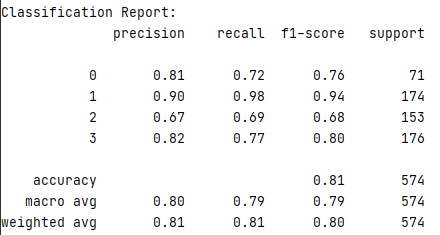 Classification Report:
precision recall f1-score support
0 0.81 0.72 0.76 71
1 0.90 0.98 0.94 174
2 0.67 0.69 0.68 153
3 0.82 0.77 0.80 176
accuracy 0.81 574
macro avg 0.80 0.79 0.79 574
weighted avg 0.81 0.81 0.80 574